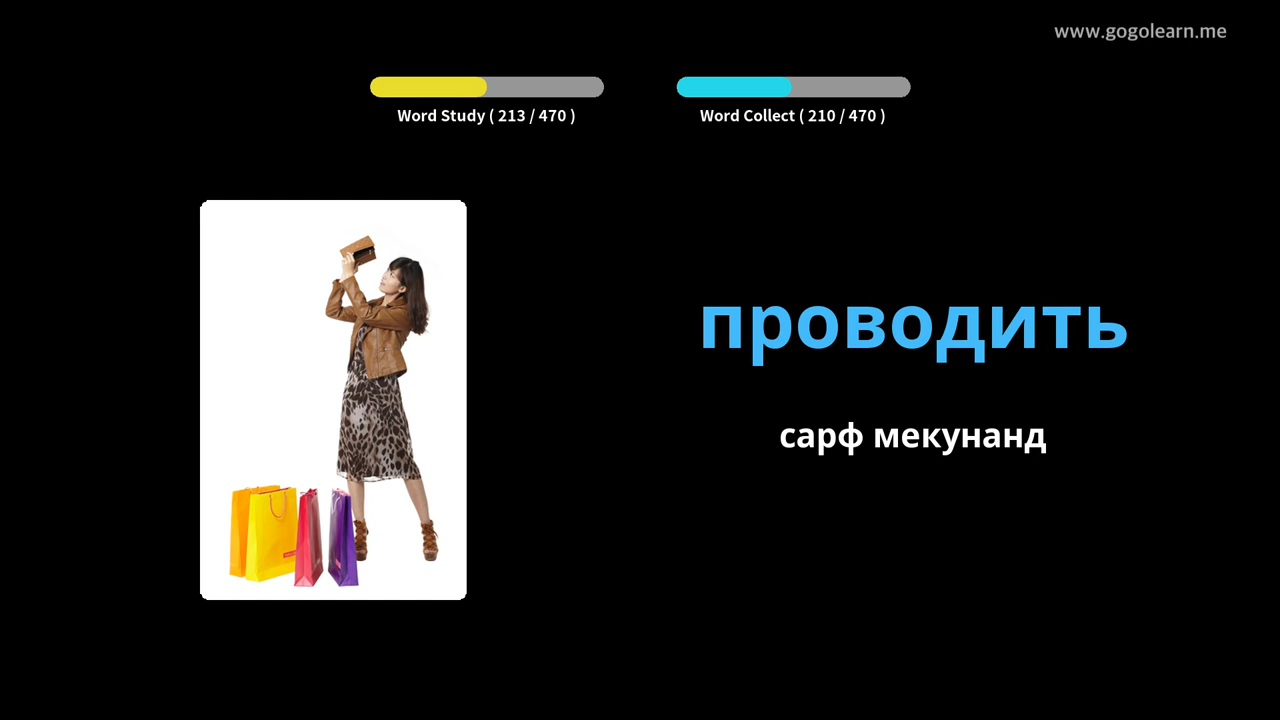 www.gogolearn.me
Word Study ( 213 / 470 )
Word Collect ( 210 / 470 )
проводить
сарф мекунанд